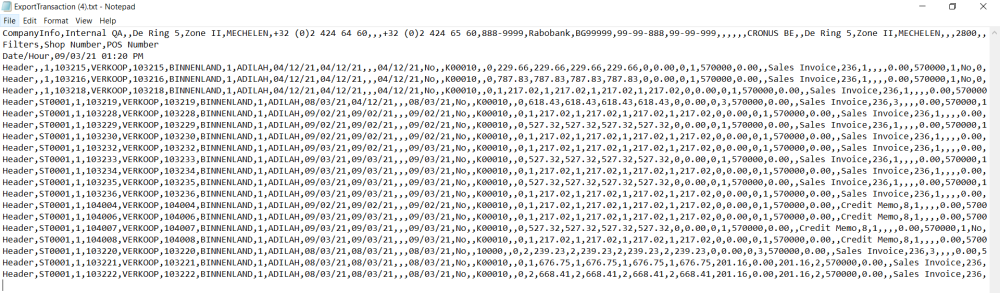 ExportTransaction (4).txt - Notepad
File Edit Format View Help
CompanyInfo,Internal QA,,De Ring 5,Zone II,MECHELEN,+32 (0)2 424 64 60,,,+32 (0)2 424 65 60,888-9999,Rabobank,BG99999,99-99-888,99-99-999,,,,,,CRONUS BE,,De Ring 5,Zone II,MECHELEN,,,2800,,
Filters,Shop Number,POS Number
Date/Hour,09/03/21 01:20 PM
Header,,1,103215,VERKOOP,103215,BINNENLAND,1,ADILAH,04/12/21,04/12/21,,,04/12/21,No,,K00010,,0,229.66,229.66,229.66,229.66,0,0.00,0,1,570000,0.00,,Sales Invoice,236,1,,,,0.00,570000,1,No,0,
Header,,1,103216,VERKOOP,103216,BINNENLAND,1,ADILAH,04/12/21,04/12/21,,,04/12/21,No,,K00010,,0,787.83,787.83,787.83,787.83,0,0.00,0,1,570000,0.00,,Sales Invoice,236,1,,,,0.00,570000,1,No,0,
Header,,1,103218,VERKOOP,103218,BINNENLAND,1,ADILAH,04/12/21,04/12/21,,,04/12/21,No,,K00010,,0,1,217.02,1,217.02,1,217.02,1,217.02,0,0.00,0,1,570000,0.00,,Sales Invoice,236,1,,,,0.00,570000
Header,ST0001,1,103219,VERKOOP,103219,BINNENLAND,1,ADILAH,08/03/21,04/12/21,,,08/03/21,No,,K00010,,0,618.43,618.43,618.43,618.43,0,0.00,0,3,570000,0.00,,Sales Invoice,236,3,,,,0.00,570000,1
Header,ST0001,1,103228,VERKOOP,103228,BINNENLAND,1,ADILAH,09/02/21,09/02/21,,,09/02/21,No,,K00010,,0,1,217.02,1,217.02,1,217.02,1,217.02,0,0.00,0,1,570000,0.00,,Sales Invoice,236,1,,,,0.00,
Header,ST0001,1,103229,VERKOOP,103229,BINNENLAND,1,ADILAH,09/02/21,09/02/21,,,09/02/21,No,,K00010,,0,527.32,527.32,527.32,527.32,0,0.00,0,1,570000,0.00,,Sales Invoice,236,1,,,,0.00,570000,1
Header,ST0001,1,103230,VERKOOP,103230,BINNENLAND,1,ADILAH,09/02/21,09/02/21,,,09/02/21,No,,K00010,,0,1,217.02,1,217.02,1,217.02,1,217.02,0,0.00,0,1,570000,0.00,,Sales Invoice,236,1,,,,0.00,
Header,ST0001,1,103232,VERKOOP,103232,BINNENLAND,1,ADILAH,09/02/21,09/02/21,,,09/02/21,No,,K00010,,0,1,217.02,1,217.02,1,217.02,1,217.02,0,0.00,0,1,570000,0.00,,Sales Invoice,236,1,,,,0.00,
Header,ST0001,1,103233,VERKOOP,103233,BINNENLAND,1,ADILAH,09/03/21,09/03/21,,,09/03/21,No,,K00010,,0,527.32,527.32,527.32,527.32,0,0.00,0,1,570000,0.00,,Sales Invoice,236,1,,,,0.00,570000,1
Header,ST0001,1,103234,VERKOOP,103234,BINNENLAND,1,ADILAH,09/03/21,09/03/21,,,09/03/21,No,,K00010,,0,1,217.02,1,217.02,1,217.02,1,217.02,0,0.00,0,1,570000,0.00,,Sales Invoice,236,1,,,,0.00,
Header,ST0001,1,103235,VERKOOP,103235,BINNENLAND,1,ADILAH,09/03/21,09/03/21,,,09/03/21,No,,K00010,,0,527.32,527.32,527.32,527.32,0,0.00,0,1,570000,0.00,,Sales Invoice,236,1,,,,0.00,570000,1
Header,ST0001,1,103236,VERKOOP,103236,BINNENLAND,1,ADILAH,09/03/21,09/03/21,,,09/03/21,No,,K00010,,0,1,217.02,1,217.02,1,217.02,1,217.02,0,0.00,0,1,570000,0.00,,Sales Invoice,236,1,,,,0.00,
Header,ST0001,1,104004,VERKOOP,104004,BINNENLAND,1,ADILAH,09/02/21,09/03/21,,,09/02/21,No,,K00010,,0,1,217.02,1,217.02,1,217.02,1,217.02,0,0.00,0,1,570000,0.00,,Credit Memo,8,1,,,,0.00,5700
Header,ST0001,1,104006,VERKOOP,104006,BINNENLAND,1,ADILAH,09/03/21,09/03/21,,,09/03/21,No,,K00010,,0,1,217.02,1,217.02,1,217.02,1,217.02,0,0.00,0,1,570000,0.00,,Credit Memo,8,1,,,,0.00,5700
Header,ST0001,1,104007,VERKOOP,104007,BINNENLAND,1,ADILAH,09/03/21,09/03/21,,,09/03/21,No,,K00010,,0,527.32,527.32,527.32,527.32,0,0.00,0,1,570000,0.00,,Credit Memo,8,1,,,,0.00,570000,1,No,
Header,ST0001,1,104008,VERKOOP,104008,BINNENLAND,1,ADILAH,09/03/21,09/03/21,,,09/03/21,No,,K00010,,0,1,217.02,1,217.02,1,217.02,1,217.02,0,0.00,0,1,570000,0.00,,Credit Memo,8,1,,,,0.00,5700
Header,ST0001,1,103220,VERKOOP,103220,BINNENLAND,1,ADILAH,08/03/21,08/03/21,,,08/03/21,No,,10000,,0,2,239.23,2,239.23,2,239.23,2,239.23,0,0.00,0,3,570000,0.00,,Sales Invoice,236,3,,,,0.00,5
Header,ST0001,1,103221,VERKOOP,103221,BINNENLAND,1,ADILAH,08/03/21,08/03/21,,,08/03/21,No,,K00010,,0,1,676.75,1,676.75,1,676.75,1,676.75,201.16,0.00,201.16,2,570000,0.00,,Sales Invoice,236,
Header,ST0001,1,103222,VERKOOP,103222,BINNENLAND,1,ADILAH,08/03/21,08/03/21,,,08/03/21,No,,K00010,,0,2,668.41,2,668.41,2,668.41,2,668.41,201.16,0.00,201.16,2,570000,0.00,,Sales Invoice,236,